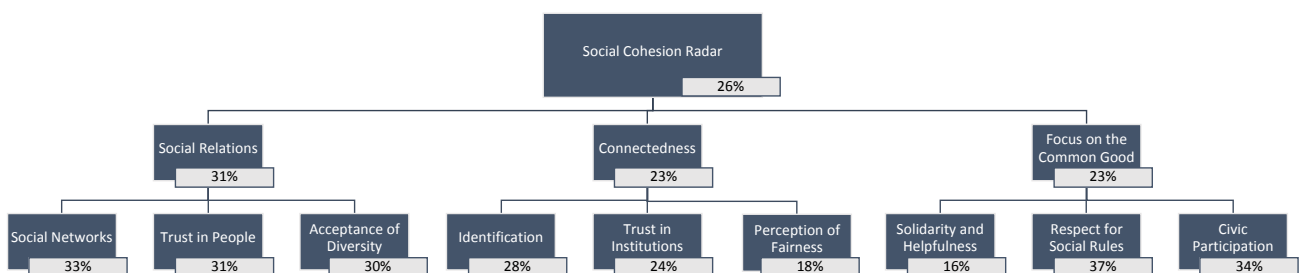 Social Cohesion Radar
26%
Social Relations
31%
Connectedness
23%
Focus on the
Common Good
23%
Social Networks
33%
Trust in People
31%
Acceptance of
Diversity
30%
Identification
28%
Trust in
Institutions
24%
Perception of
Fairness
18%
Solidarity and
Helpfulness
16%
Respect for
Social Rules
37%
Civic
Participation
34%